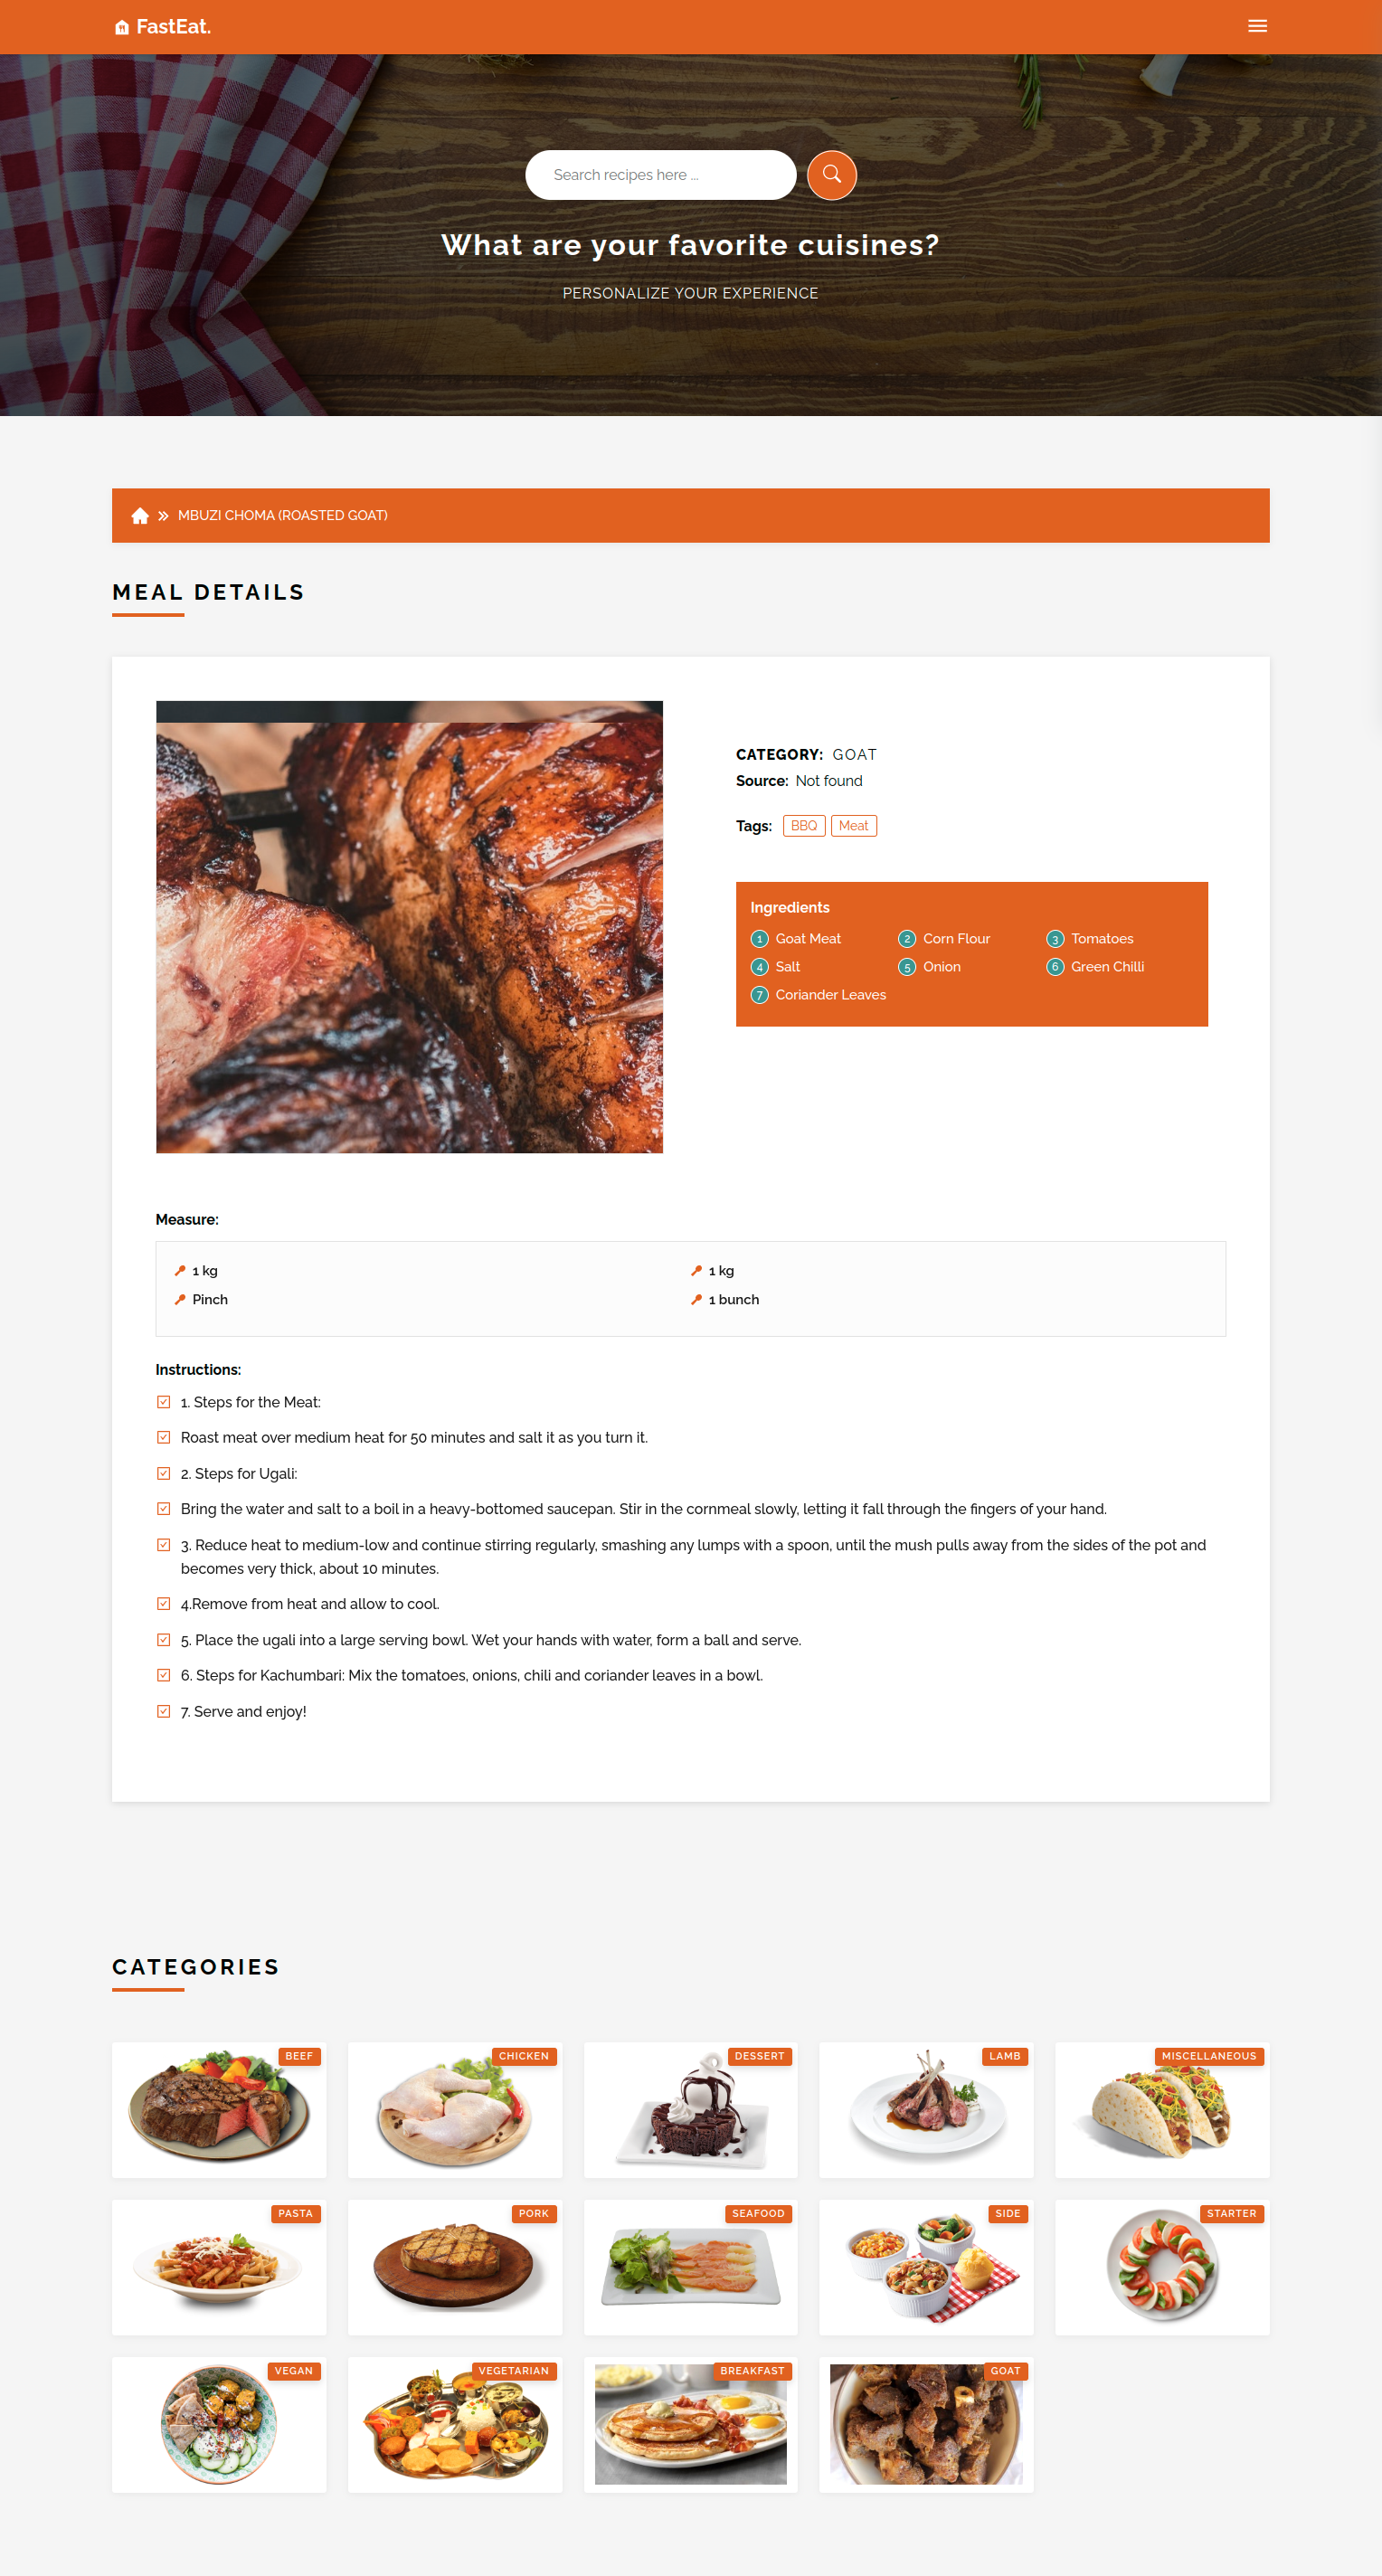 FastEat.
Search recipes here ...
What are your favorite cuisines?
PERSONALIZE YOUR EXPERIENCE
MBUZI CHOMA (ROASTED GOAT)
MEAL DETAILS
CATEGORY: GOAT
Source: Not found
Tags: BBQ Meat
Ingredients
1 Goat Meat 2 Corn Flour 3 Tomatoes
4 Salt 5 Onion 6 Green Chilli
7 Coriander Leaves
Measure:
1 kg 1 kg
Pinch 1 bunch
Instructions:
1. Steps for the Meat:
Roast meat over medium heat for 50 minutes and salt it as you turn it.
2. Steps for Ugali:
Bring the water and salt to a boil in a heavy-bottomed saucepan. Stir in the cornmeal slowly, letting it fall through the fingers of your hand.
3. Reduce heat to medium-low and continue stirring regularly, smashing any lumps with a spoon, until the mush pulls away from the sides of the pot and
becomes very thick, about 10 minutes.
4.Remove from heat and allow to cool.
5. Place the ugali into a large serving bowl. Wet your hands with water, form a ball and serve.
6. Steps for Kachumbari: Mix the tomatoes, onions, chili and coriander leaves in a bowl.
7. Serve and enjoy!
CATEGORIES
BEEF CHICKEN DESSERT LAMB MISCELLANEOUS
PASTA PORK SEAFOOD SIDE STARTER
VEGAN VEGETARIAN BREAKFAST GOAT